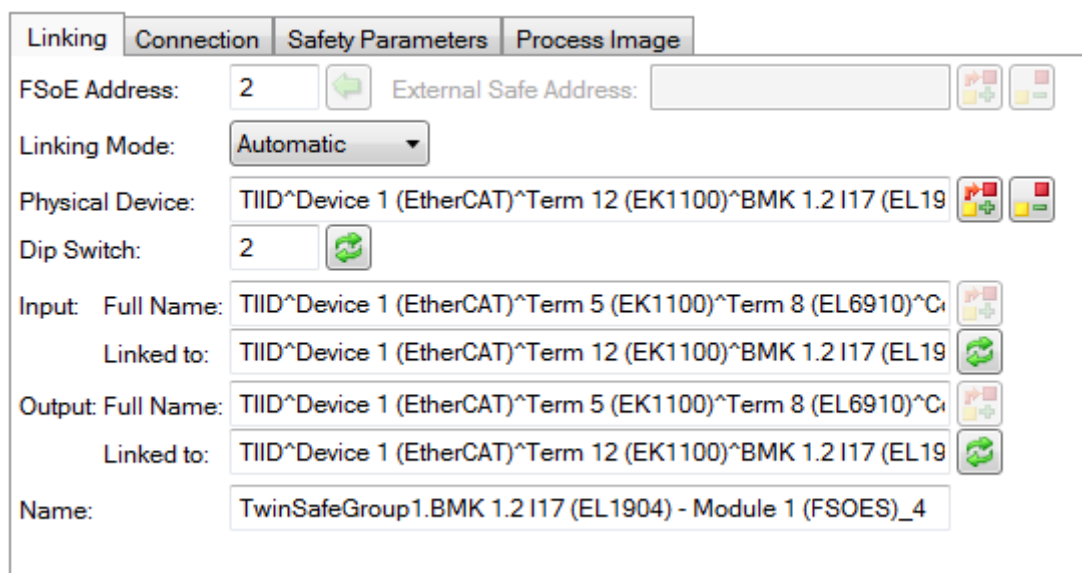 Linking Connection Safety Parameters Process Image
FSoE Address: 2 External Safe Address:
Linking Mode: Automatic
Physical Device: TIID^Device 1 (EtherCAT)^Term 12 (EK1100)^BMK 1.2 I17 (EL19
Dip Switch: 2
Input: Full Name: TIID^Device 1 (EtherCAT)^Term 5 (EK1100)^Term 8 (EL6910)^C
Linked to: TIID^Device 1 (EtherCAT)^Term 12 (EK1100)^BMK 1.2 I17 (EL19
Output: Full Name: TIID^Device 1 (EtherCAT)^Term 5 (EK1100)^Term 8 (EL6910)^C
Linked to: TIID^Device 1 (EtherCAT)^Term 12 (EK1100)^BMK 1.2 I17 (EL19
Name: TwinSafeGroup1.BMK 1.2 I17 (EL1904) - Module 1 (FSOES)_4